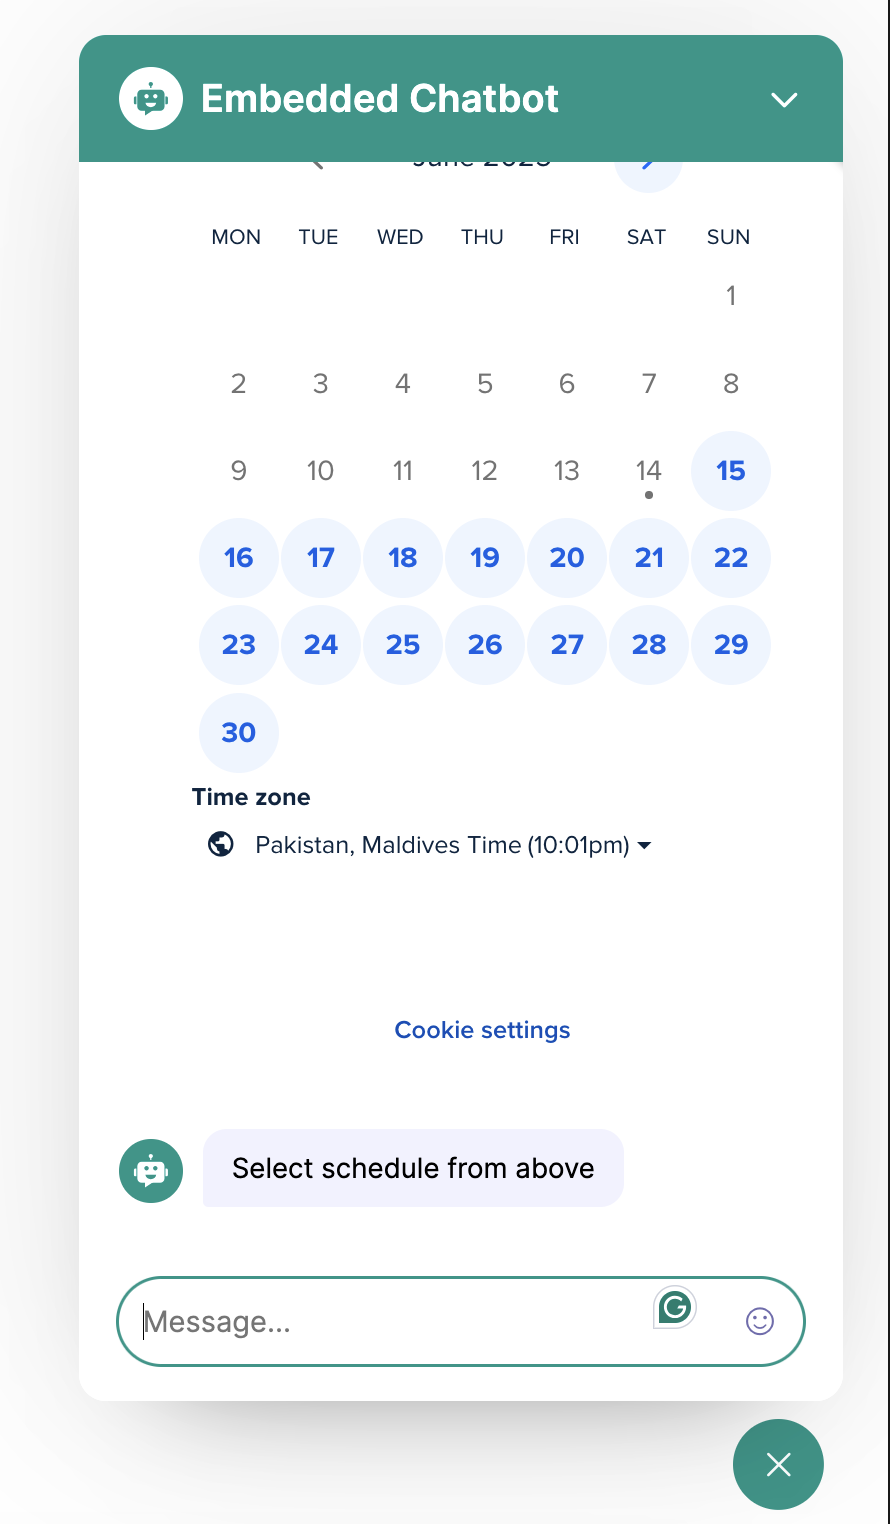 Embedded Chatbot
June 2025
MON TUE WED THU FRI SAT SUN
1
2 3 4 5 6 7 8
9 10 11 12 13 14 15
16 17 18 19 20 21 22
23 24 25 26 27 28 29
30
Time zone
Pakistan, Maldives Time (10:01pm)
Cookie settings
Select schedule from above
Message...